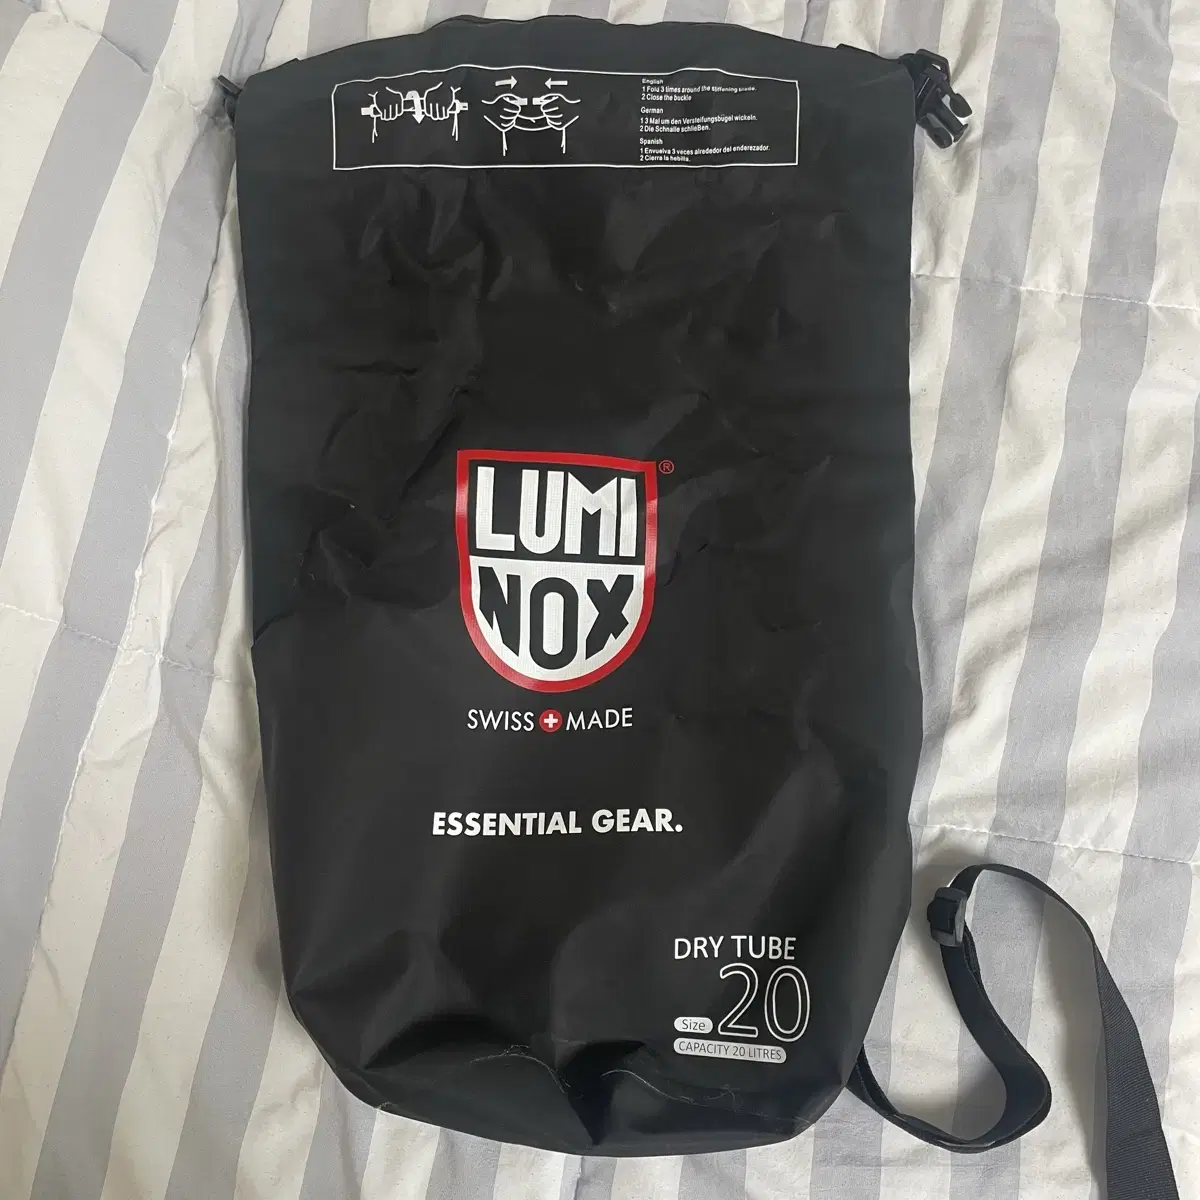 English
1 Fold 3 times around the stiffening blade.
2 Close the buckle
German
1 3 Mal um den Versteifungsbügel wickeln.
2 Die Schnalle schließen.
Spanish
1 Envuelva 3 veces alrededor del enderezador.
2 Cierra la hebilla.
LUMI
NOX
®
SWISS MADE
ESSENTIAL GEAR.
DRY TUBE
Size 20
CAPACITY 20 LITRES